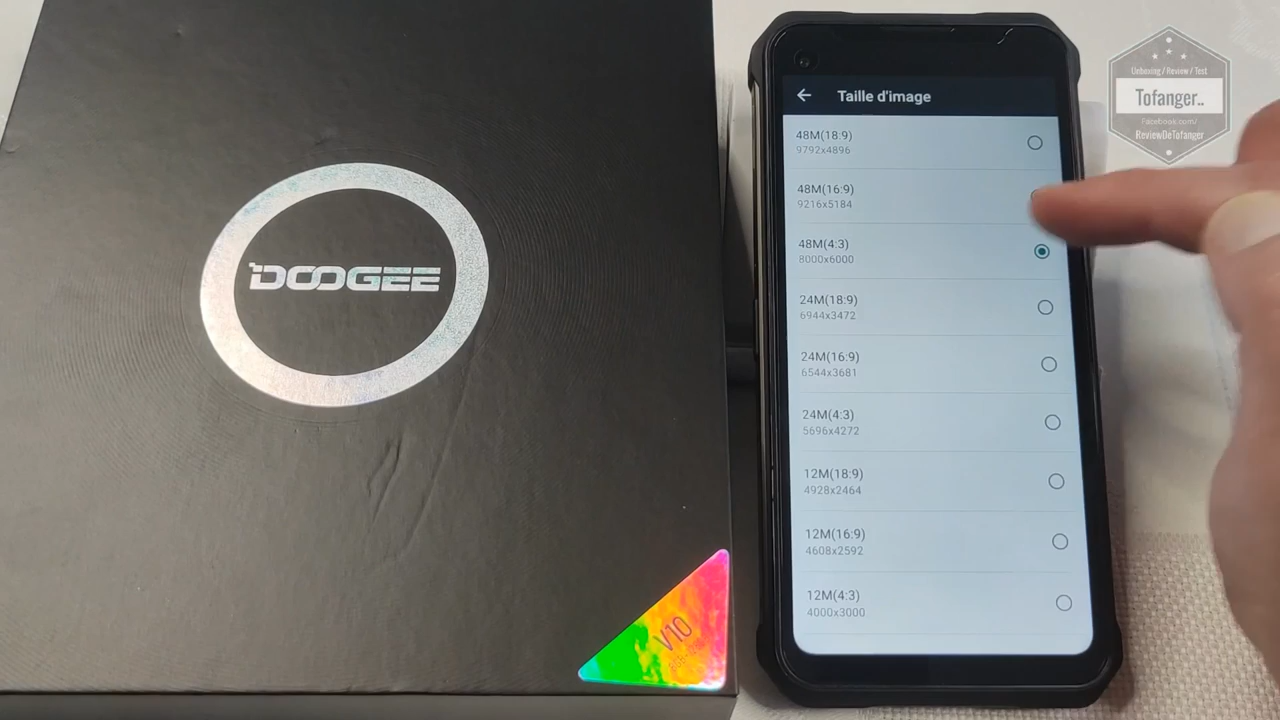 DOOGEE
V10
Taille d'image
48M(18:9)
9792x4896
48M(16:9)
9216x5184
48M(4:3)
8000x6000
24M(18:9)
6944x3472
24M(16:9)
6544x3681
24M(4:3)
5696x4272
12M(18:9)
4928x2464
12M(16:9)
4608x2592
12M(4:3)
4000x3000
Unboxing / Review / Test
Tofanger..
Facebook.com/
ReviewDeTofanger